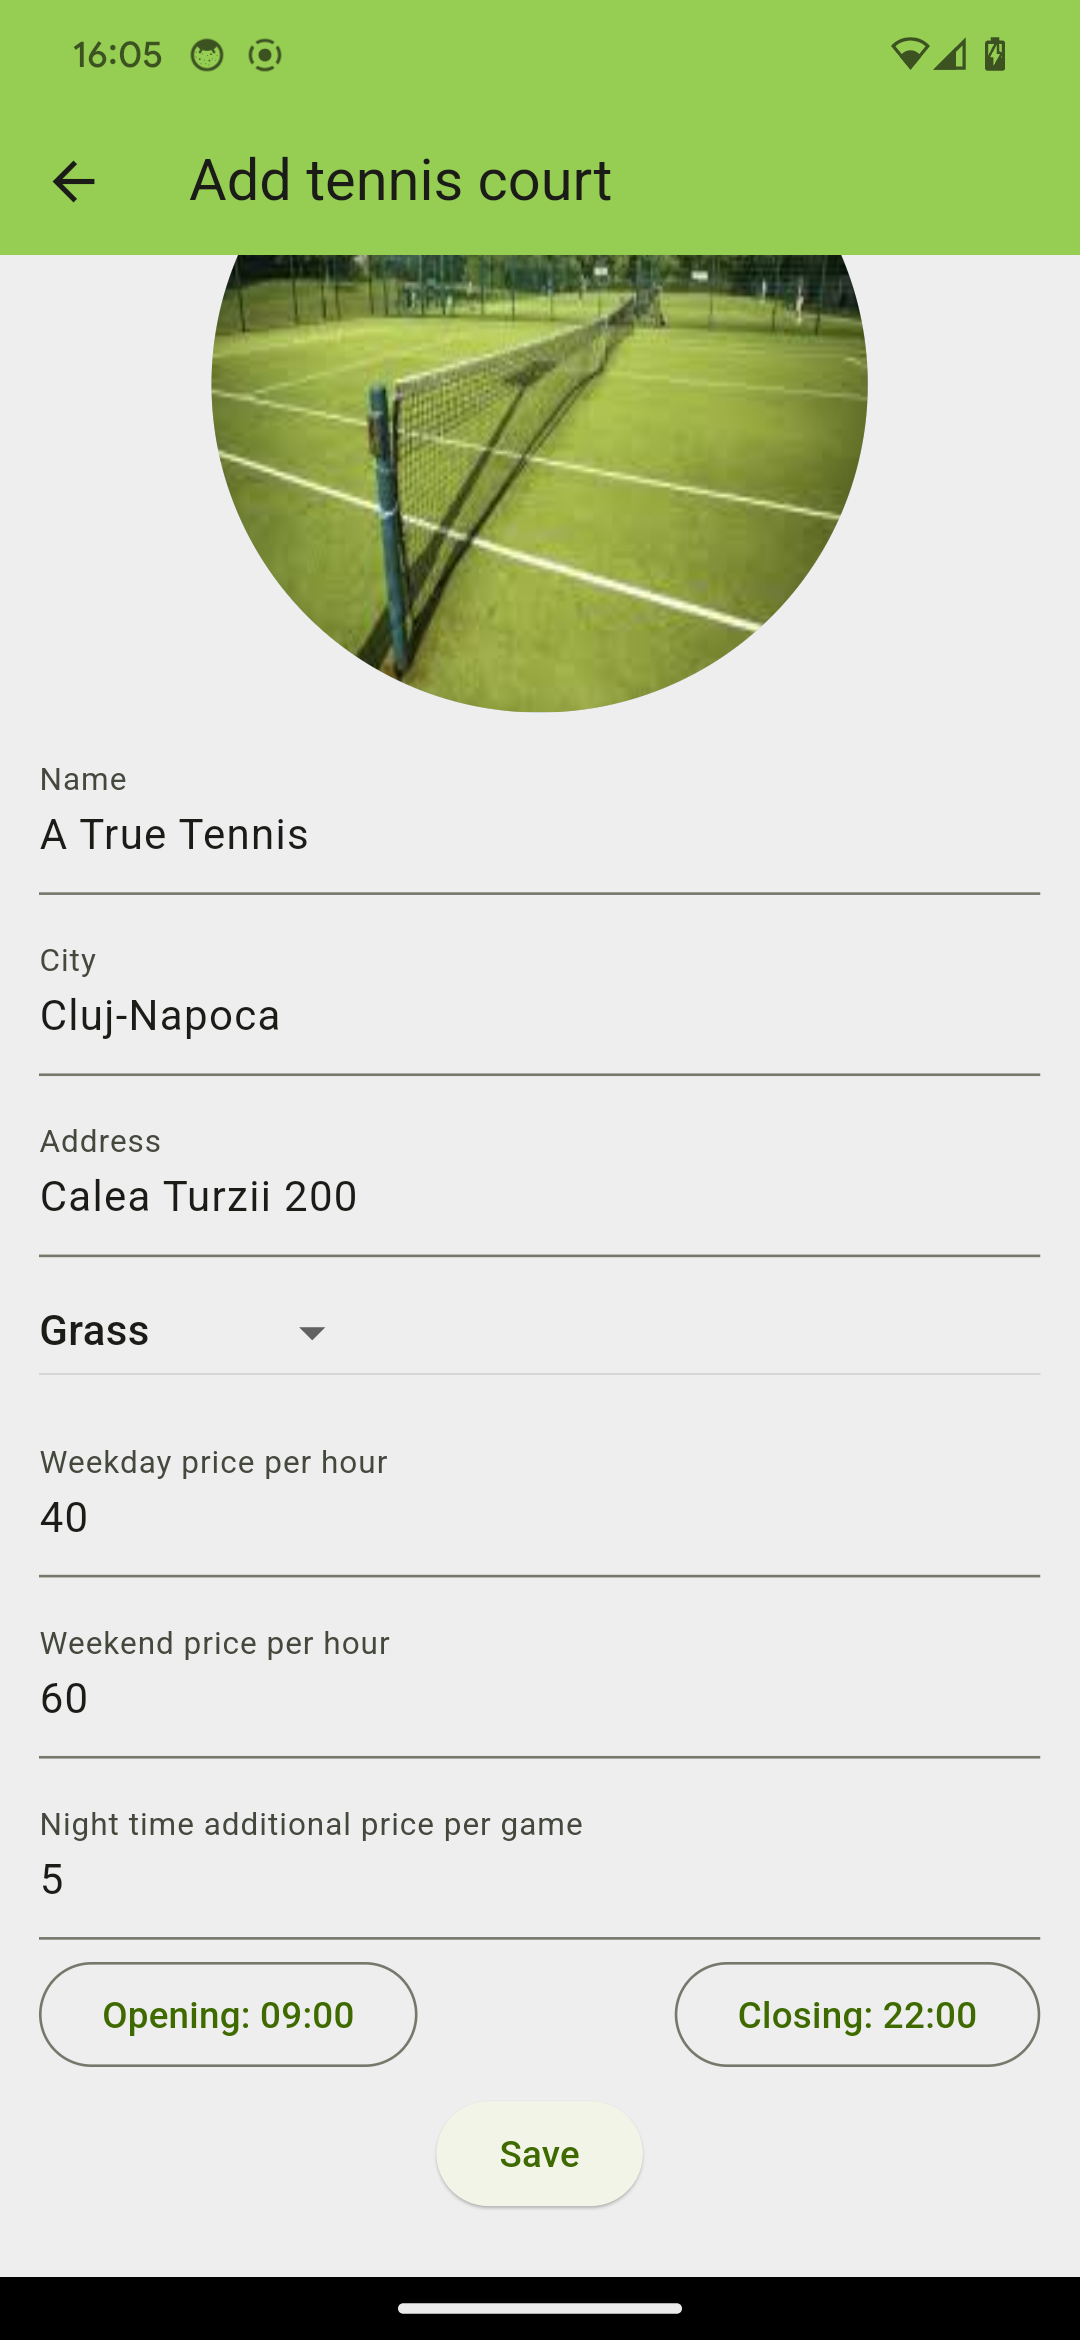 16:05
Add tennis court
Name
A True Tennis
City
Cluj-Napoca
Address
Calea Turzii 200
Grass
Weekday price per hour
40
Weekend price per hour
60
Night time additional price per game
5
Opening: 09:00
Closing: 22:00
Save